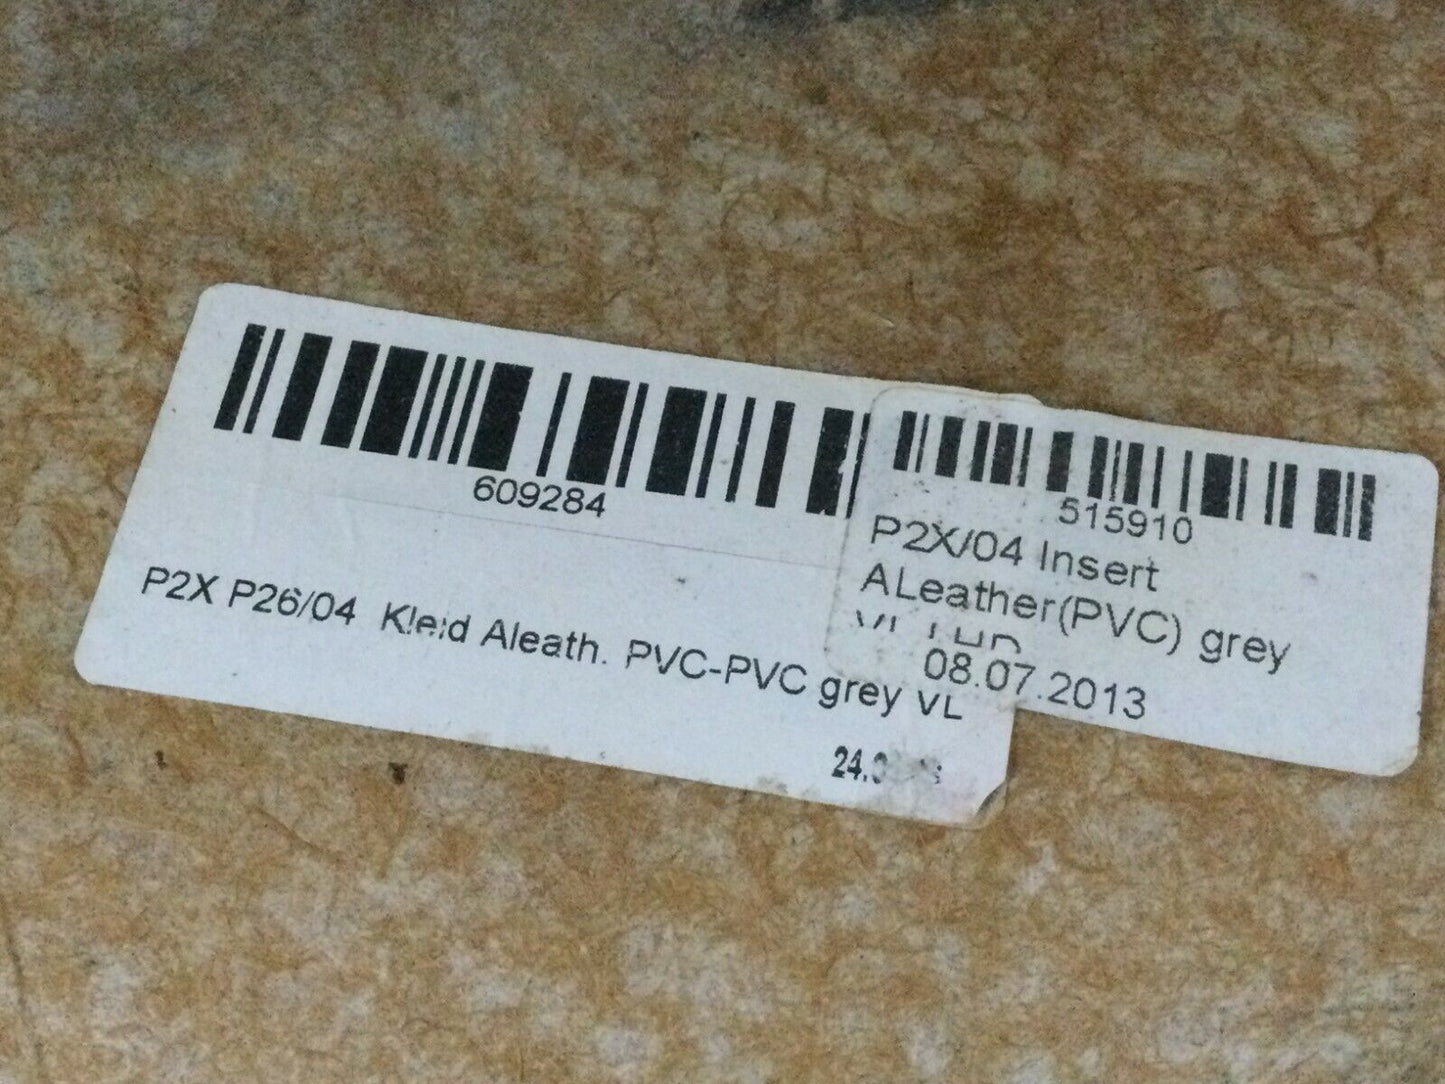 609284
P2X P26/04 Kleid Aleath. PVC-PVC grey VL
515910
P2X/04 Insert
ALeather(PVC) grey
08.07.2013